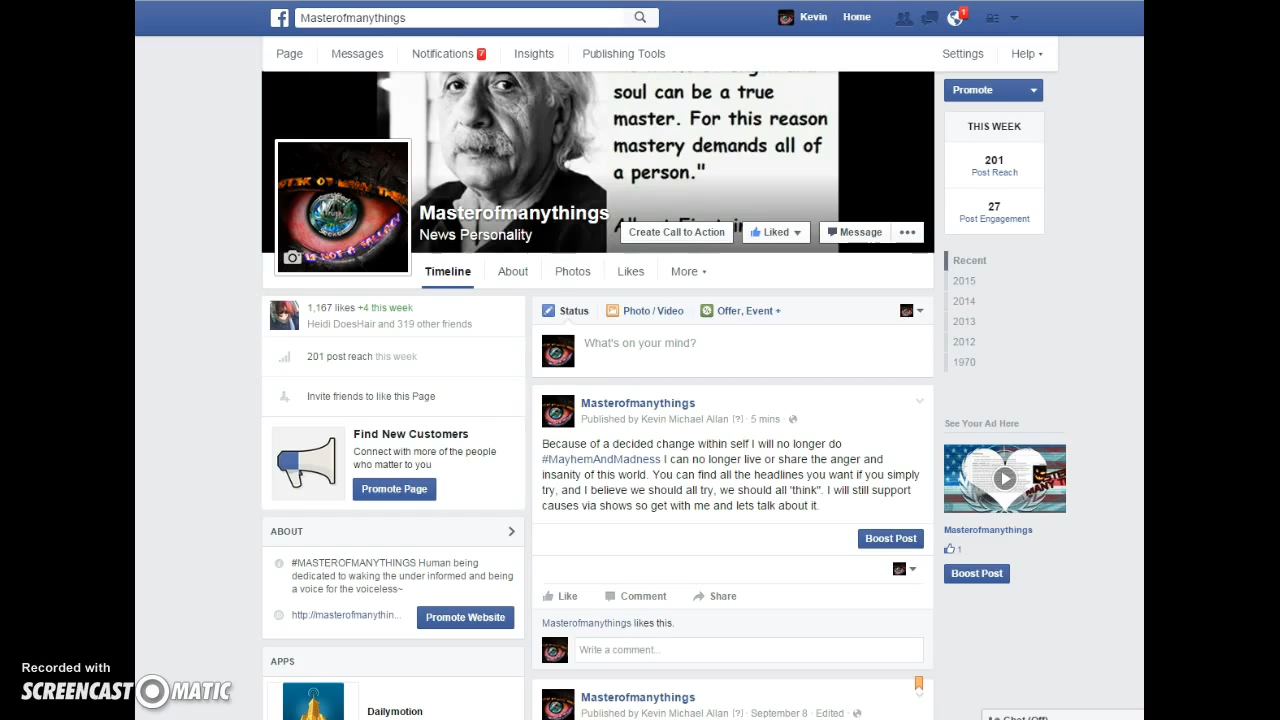 Masterofmanythings
Kevin
Home
1
Page
Messages
Notifications 7
Insights
Publishing Tools
Settings
Help
soul can be a true
master. For this reason
mastery demands all of
a person."
Albert Einstein
Masterofmanythings
News Personality
Create Call to Action
Liked
Message
Timeline
About
Photos
Likes
More
Promote
THIS WEEK
201
Post Reach
27
Post Engagement
Recent
2015
2014
2013
2012
1970
See Your Ad Here
Masterofmanythings
1
Boost Post
1,167 likes +4 this week
Heidi DoesHair and 319 other friends
201 post reach this week
Invite friends to like this Page
Find New Customers
Connect with more of the people
who matter to you
Promote Page
ABOUT
#MASTEROFMANYTHINGS Human being
dedicated to waking the under informed and being
a voice for the voiceless~
http://masterofmanythin...
Promote Website
APPS
Dailymotion
Status
Photo / Video
Offer, Event +
What's on your mind?
Masterofmanythings
Published by Kevin Michael Allan [?] · 5 mins ·
Because of a decided change within self I will no longer do
#MayhemAndMadness I can no longer live or share the anger and
insanity of this world. You can find all the headlines you want if you simply
try, and I believe we should all try, we should all 'think". I will still support
causes via shows so get with me and lets talk about it.
Boost Post
Like
Comment
Share
Masterofmanythings likes this.
Write a comment...
Masterofmanythings
Published by Kevin Michael Allan [?] · September 8 · Edited ·
Chat (Off)
Recorded with
SCREENCAST-O-MATIC